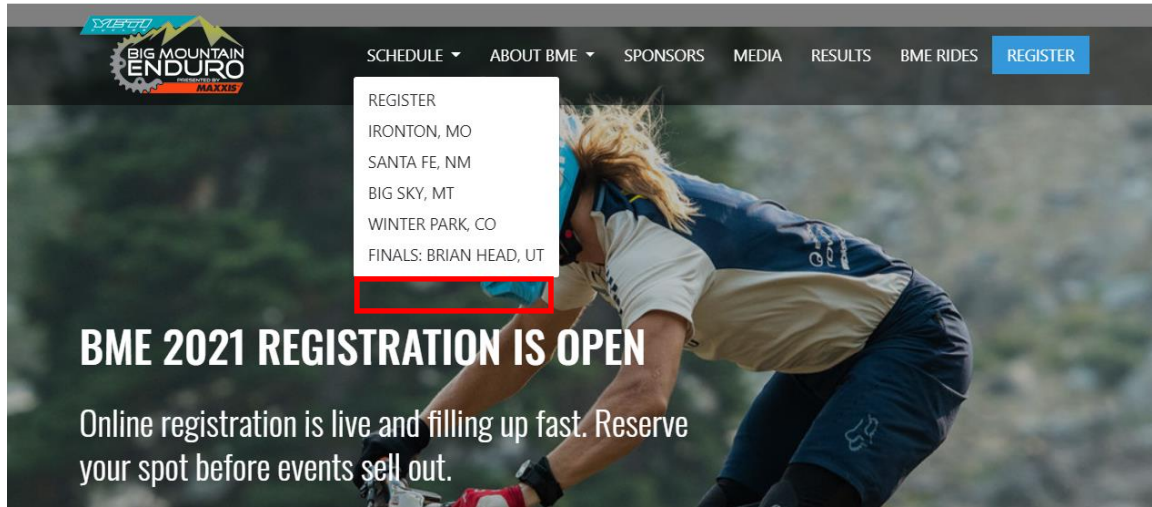 YETI
CYCLES
BIG MOUNTAIN
ENDURO
PRESENTED BY
MAXXIS
SCHEDULE ABOUT BME SPONSORS MEDIA RESULTS BME RIDES REGISTER
REGISTER
IRONTON, MO
SANTA FE, NM
BIG SKY, MT
WINTER PARK, CO
FINALS: BRIAN HEAD, UT
BME 2021 REGISTRATION IS OPEN
Online registration is live and filling up fast. Reserve
your spot before events sell out.